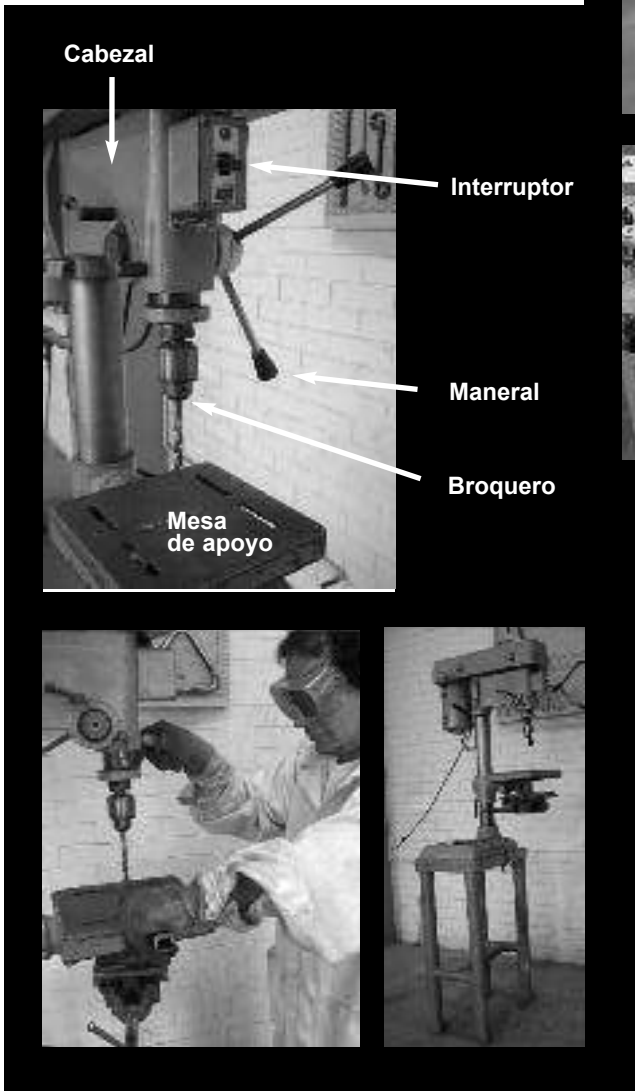 Cabezal
Interruptor
Maneral
Broquero
Mesa
de apoyo